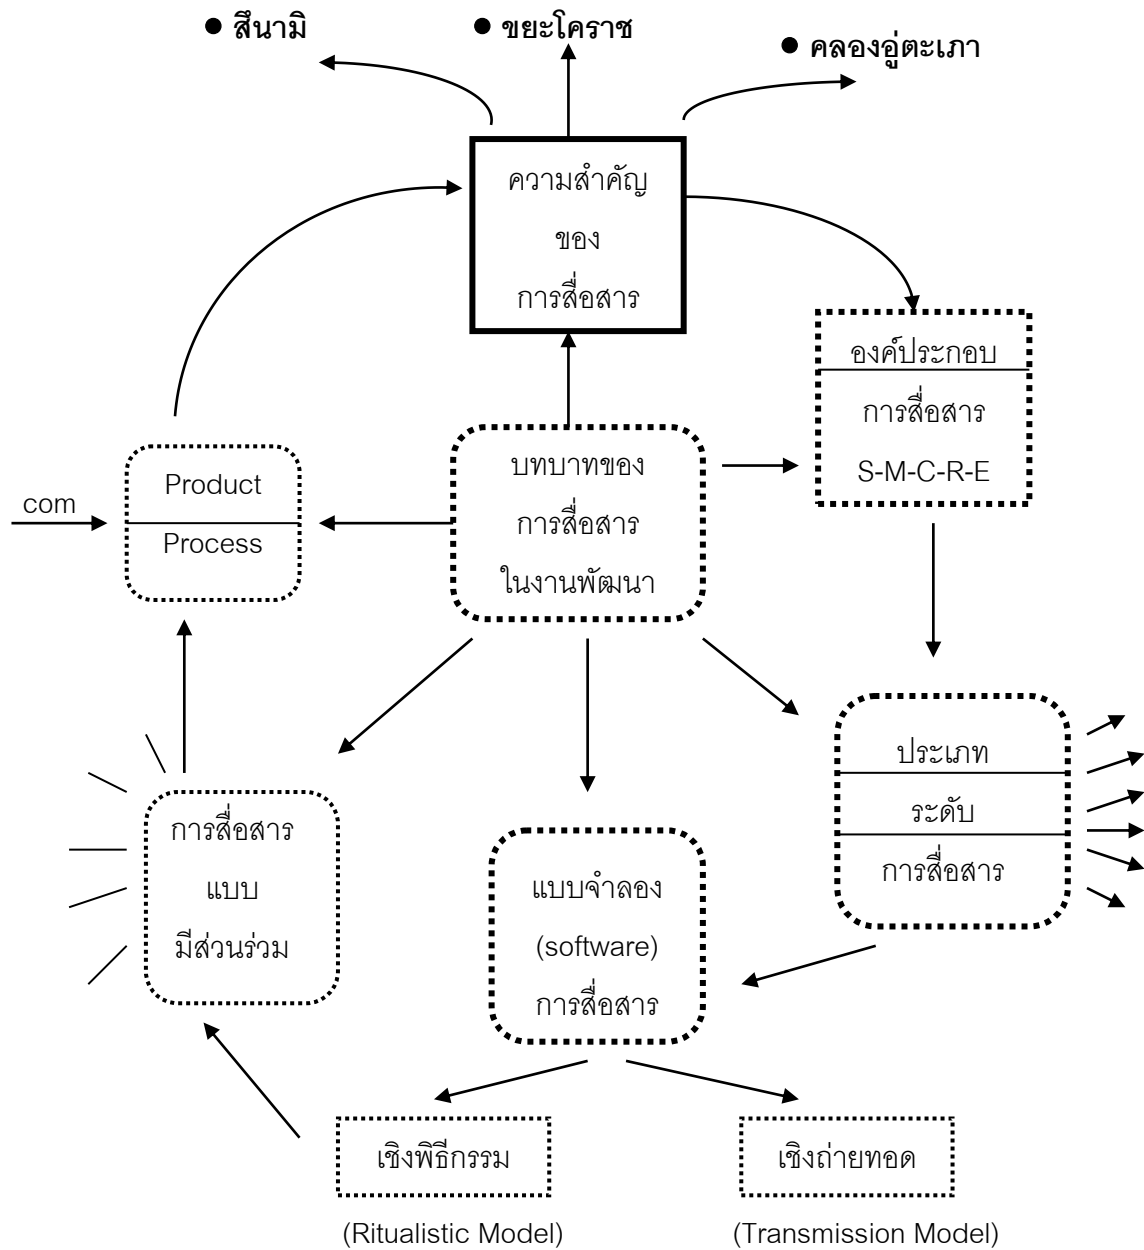 ● สึนามิ
● ขยะโคราช
● คลองอู่ตะเภา
ความสำคัญ
ของ
การสื่อสาร
องค์ประกอบ
การสื่อสาร
S-M-C-R-E
บทบาทของ
การสื่อสาร
ในงานพัฒนา
com
Product
Process
ประเภท
ระดับ
การสื่อสาร
การสื่อสาร
แบบ
มีส่วนร่วม
แบบจำลอง
(software)
การสื่อสาร
เชิงพิธีกรรม
(Ritualistic Model)
เชิงถ่ายทอด
(Transmission Model)